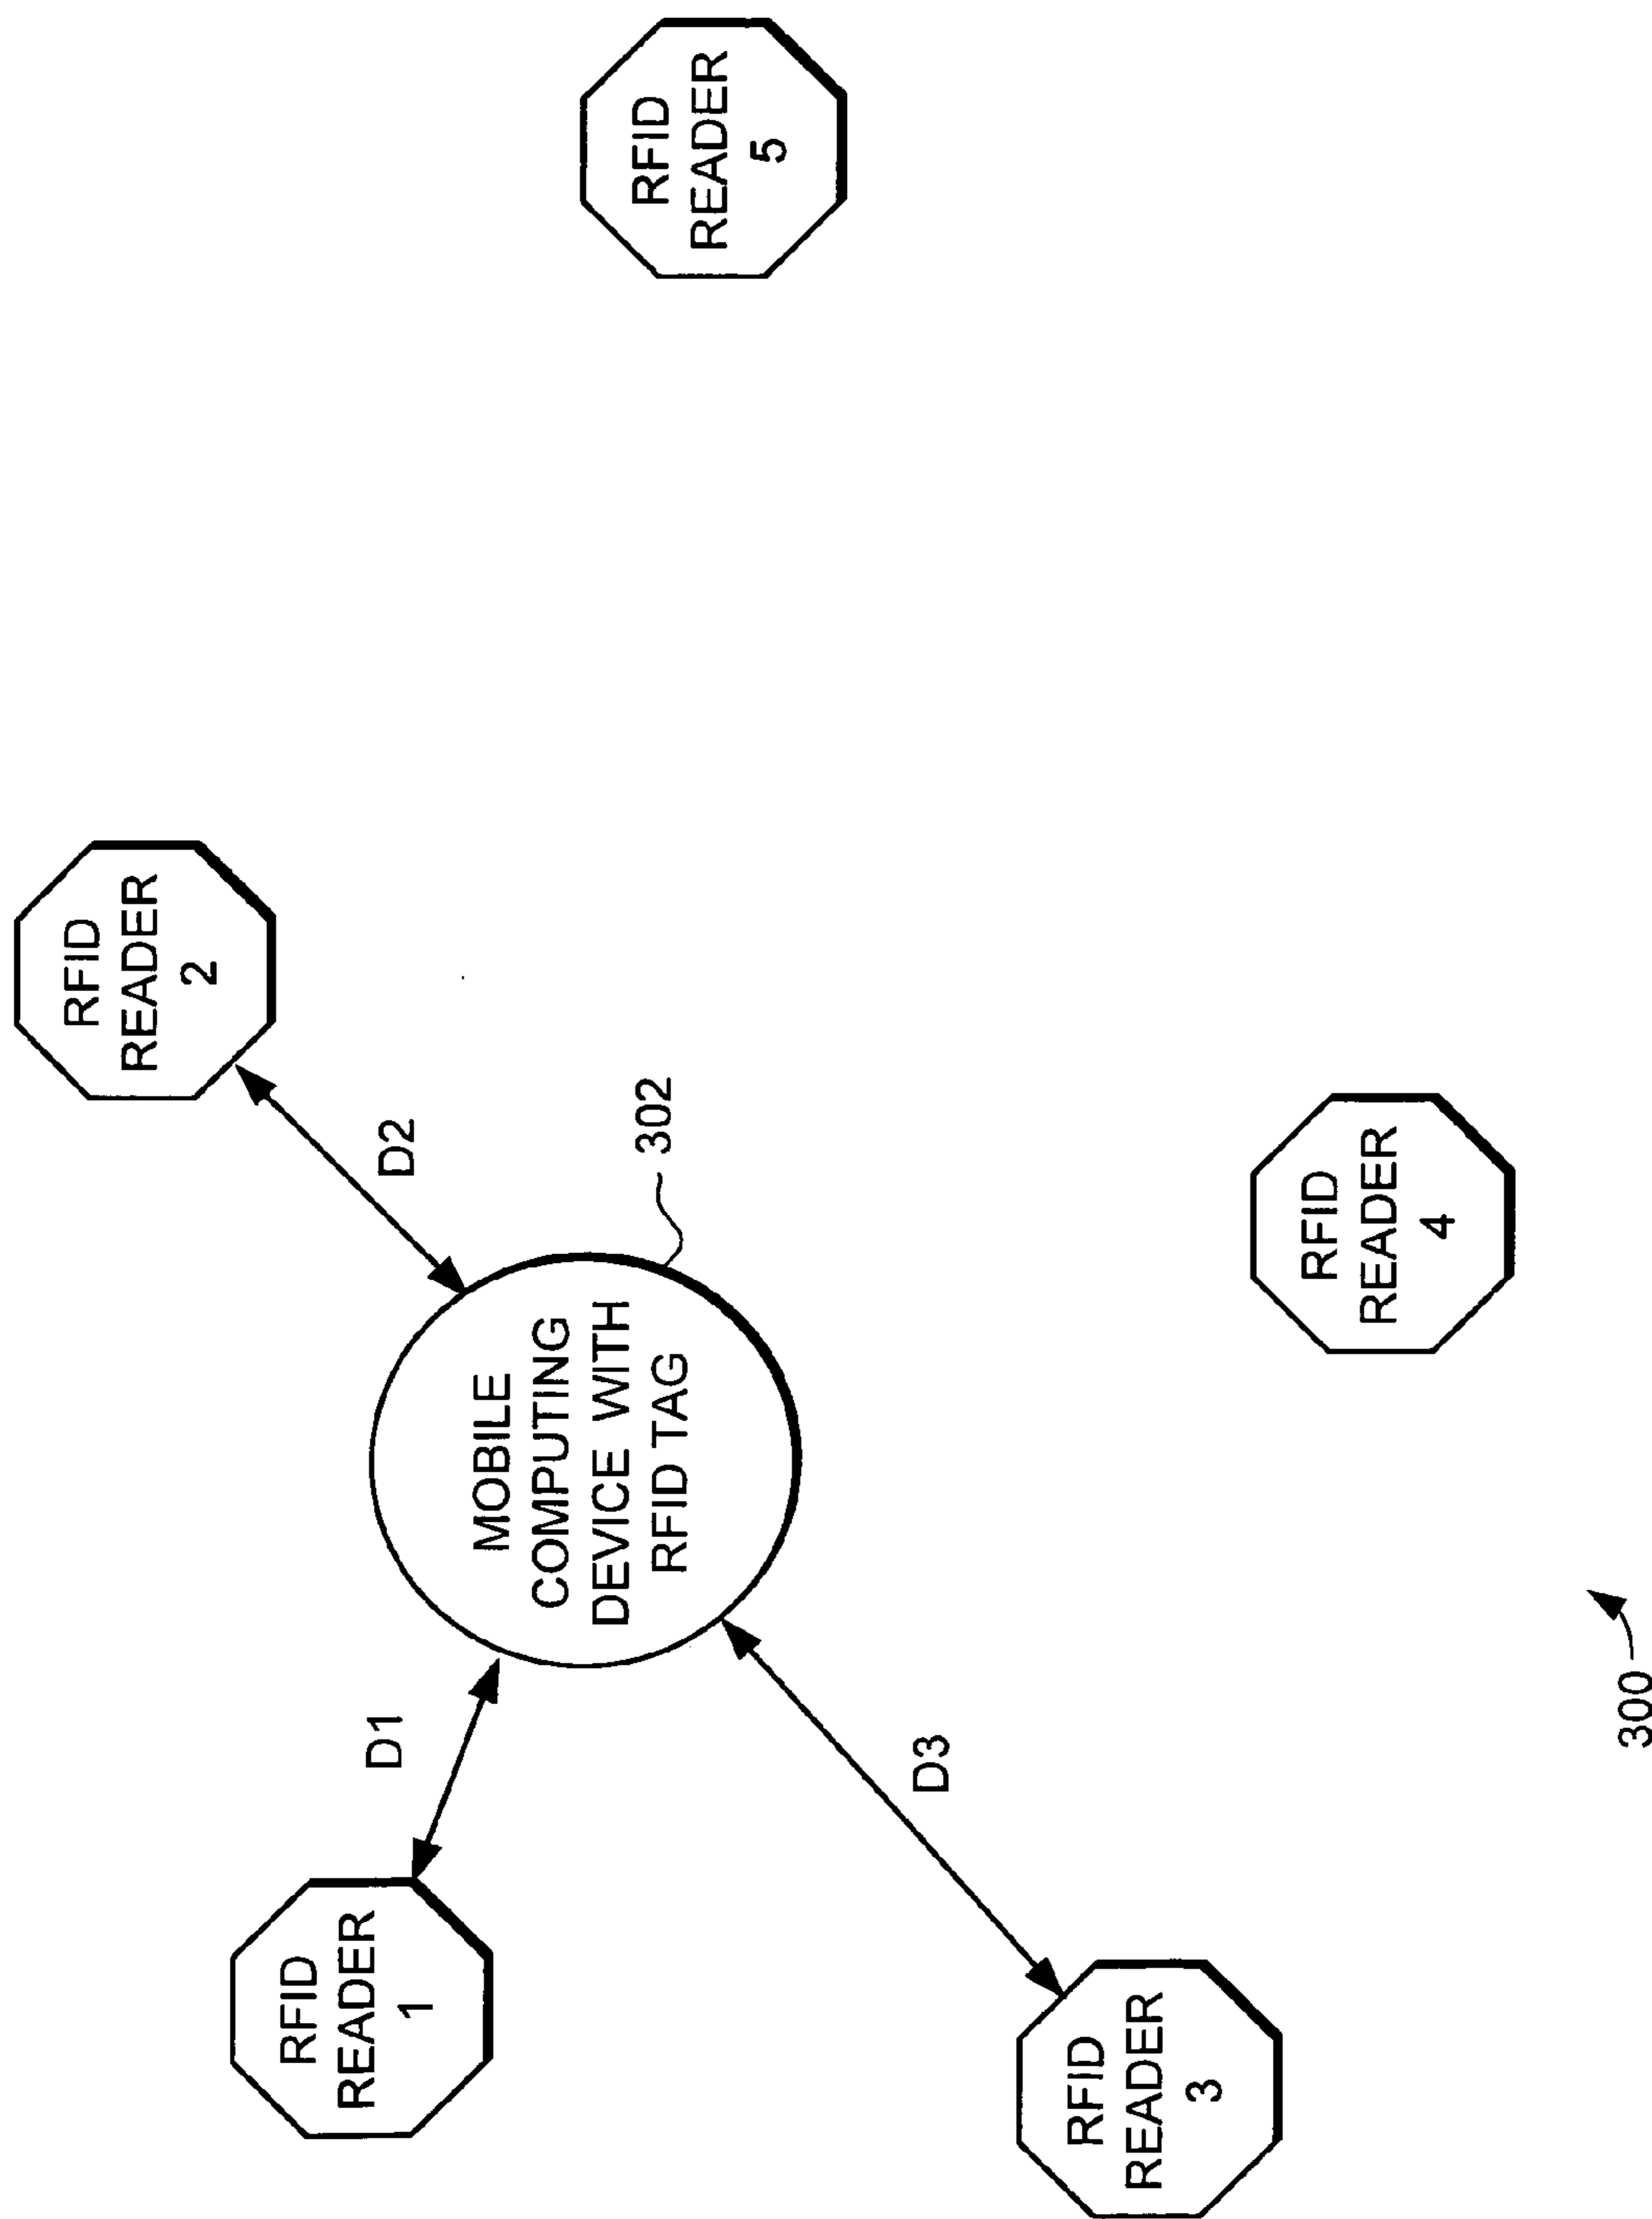 RFID
READER
1
D1
MOBILE
COMPUTING
DEVICE WITH
RFID TAG
302
D2
RFID
READER
2
RFID
READER
5
D3
RFID
READER
3
RFID
READER
4
300